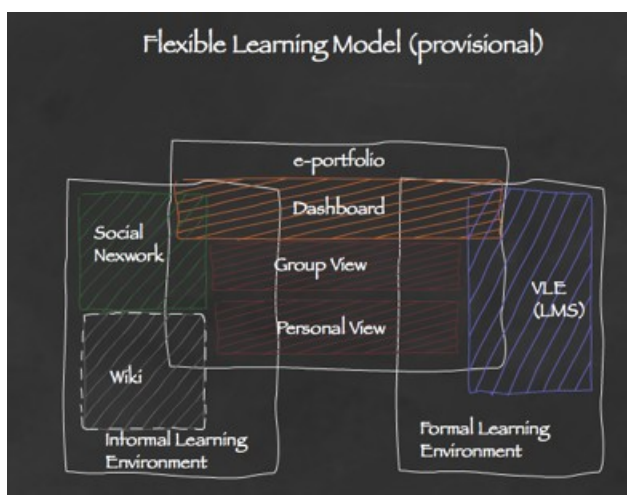 Flexible Learning Model (provisional)
e-portfolio
Dashboard
Social
Nexwork
Group View
VLE
(LMS)
Personal View
Wiki
Informal Learning
Environment
Formal Learning
Environment